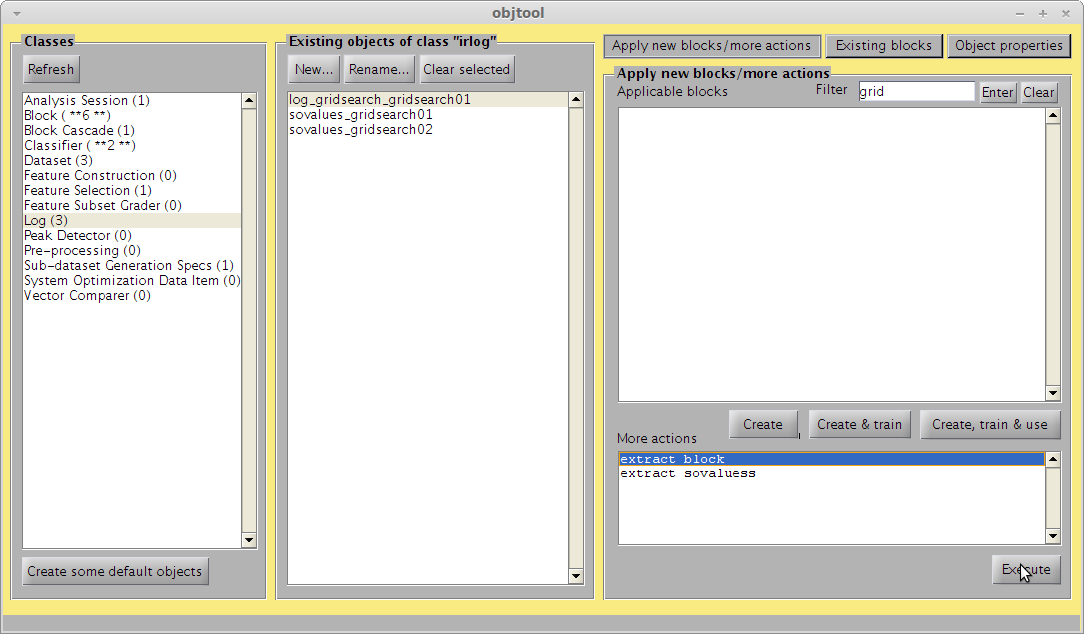 objtool
Classes
Refresh
Analysis Session (1)
Block ( **6 **)
Block Cascade (1)
Classifier ( **2 **)
Dataset (3)
Feature Construction (0)
Feature Selection (1)
Feature Subset Grader (0)
Log (3)
Peak Detector (0)
Pre-processing (0)
Sub-dataset Generation Specs (1)
System Optimization Data Item (0)
Vector Comparer (0)
Create some default objects
Existing objects of class "irlog"
New... Rename... Clear selected
log_gridsearch_gridsearch01
sovalues_gridsearch01
sovalues_gridsearch02
Apply new blocks/more actions Existing blocks Object properties
Apply new blocks/more actions
Applicable blocks Filter grid Enter Clear
Create Create & train Create, train & use
More actions
extract block
extract sovaluess
Execute